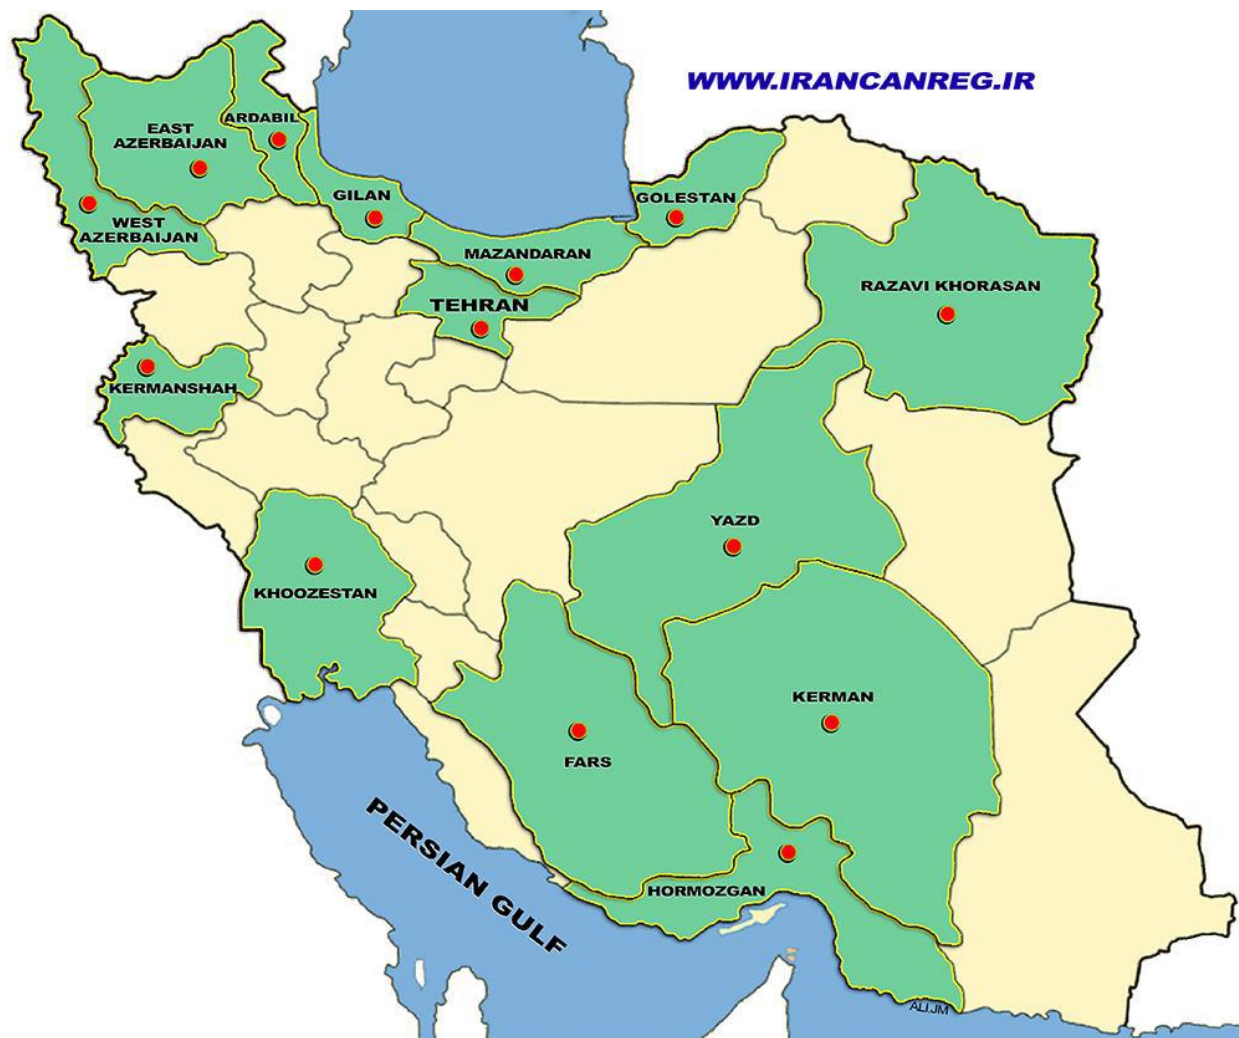 WWW.IRANCANREG.IR
EAST
AZERBAIJAN
ARDABIL
GILAN
GOLESTAN
WEST
AZERBAIJAN
MAZANDARAN
RAZAVI KHORASAN
TEHRAN
KERMANSHAH
YAZD
KHOOZESTAN
KERMAN
FARS
PERSIAN GULF
HORMOZGAN
ALI.JM